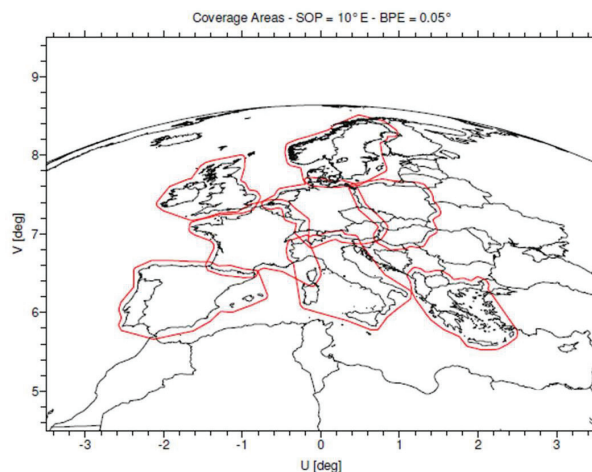 Coverage Areas - SOP = 10° E - BPE = 0.05°
9
8
7
6
5
V [deg]
-3 -2 -1 0 1 2 3
U [deg]